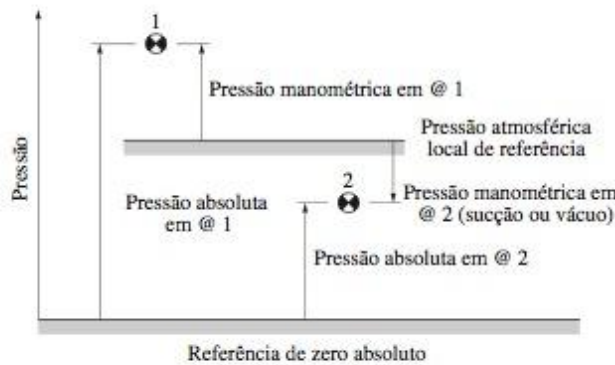 1
Pressão manométrica em @ 1
Pressão atmosférica
local de referência
Pressão
2
Pressão absoluta
em @ 1
Pressão manométrica em
@ 2 (sucção ou vácuo)
Pressão absoluta em @ 2
Referência de zero absoluto